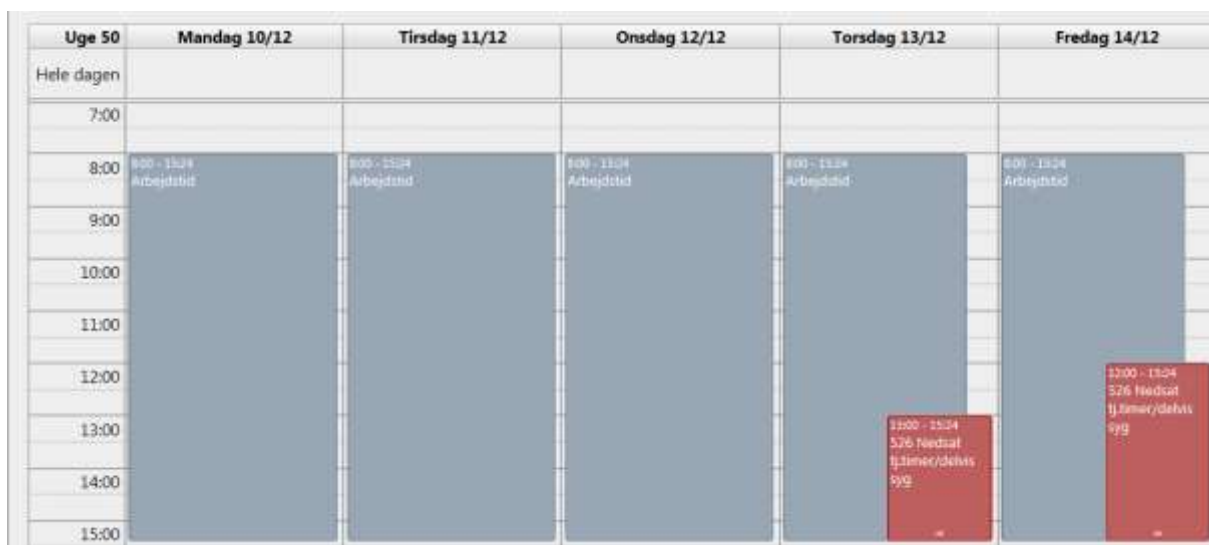 Uge 50 Mandag 10/12 Tirsdag 11/12 Onsdag 12/12 Torsdag 13/12 Fredag 14/12
Hele dagen
7:00
8:00
8:00 - 15:24
Arbejdstid
8:00 - 15:24
Arbejdstid
8:00 - 15:24
Arbejdstid
8:00 - 15:24
Arbejdstid
8:00 - 15:24
Arbejdstid
9:00
10:00
11:00
12:00
12:00 - 15:24
526 Nedsat
tj.timer/delvis
syg
13:00
13:00 - 15:24
526 Nedsat
tj.timer/delvis
syg
14:00
15:00